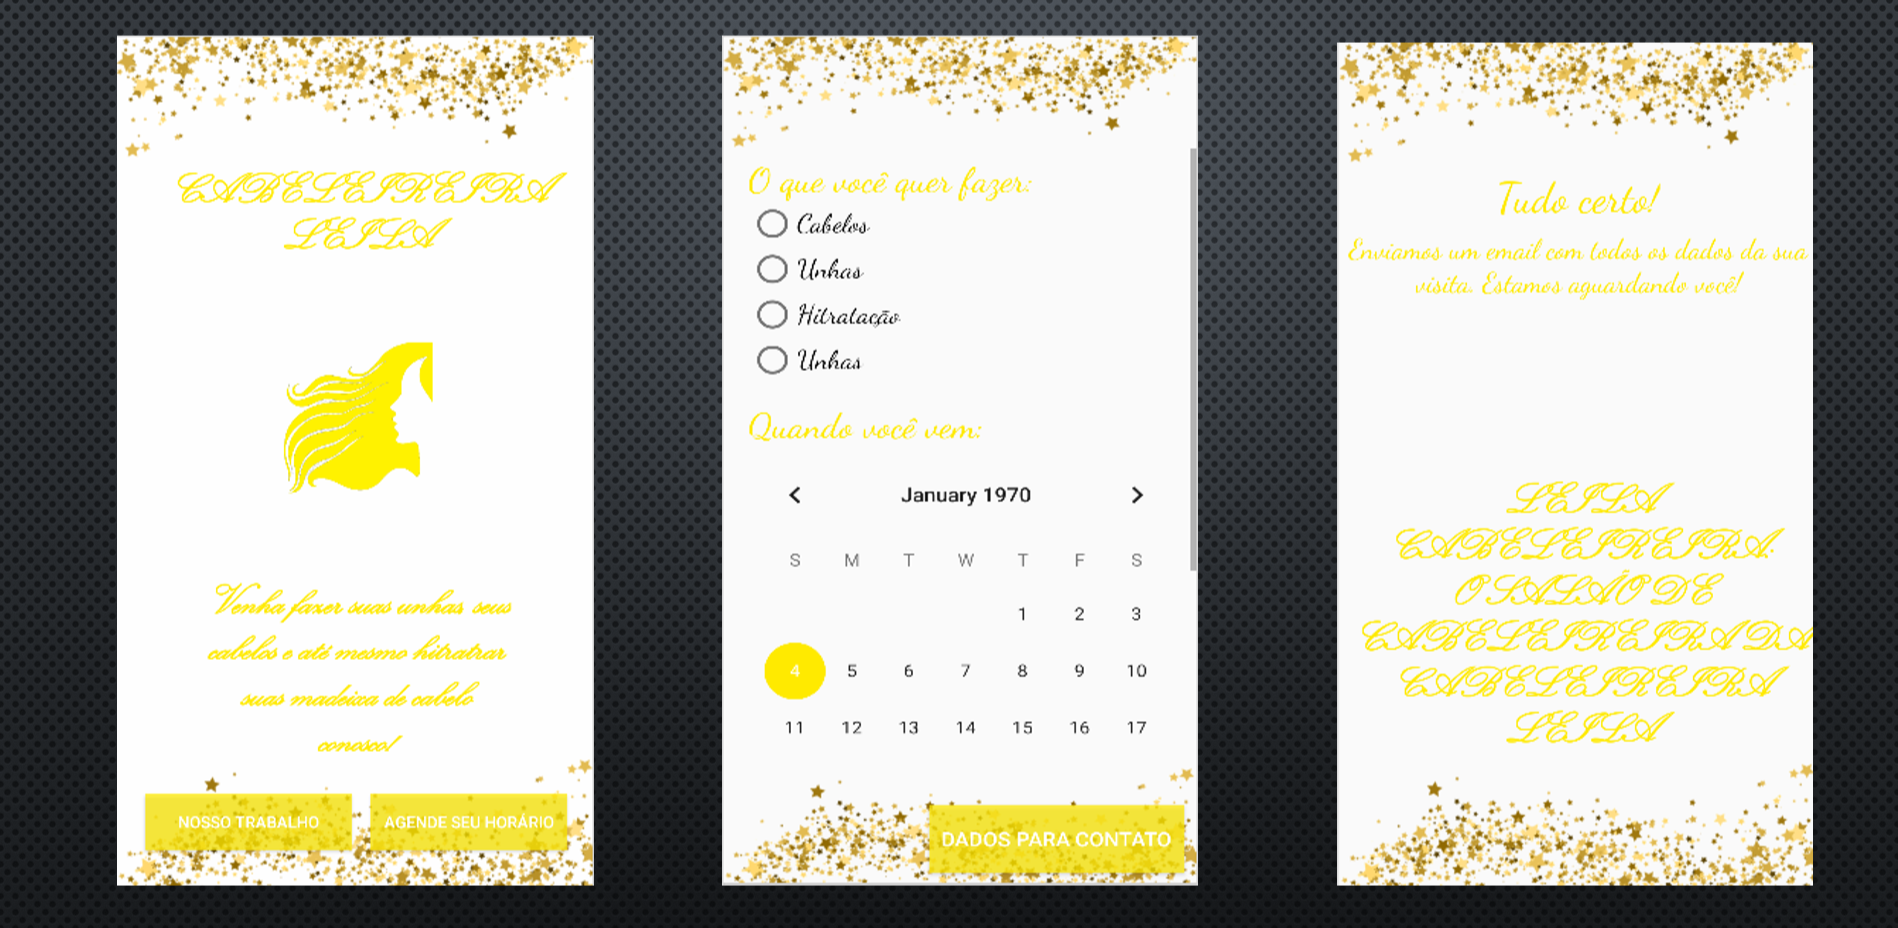 CABELEIREIRA
LEILA
Venha fazer suas unhas seus
cabelos e até mesmo hitratrar
suas madeixa de cabelo
conosco!
NOSSO TRABALHO
AGENDE SEU HORÁRIO
O que você quer fazer:
Cabelos
Unhas
Hitratação
Unhas
Quando você vem:
January 1970
S M T W T F S
1 2 3
4 5 6 7 8 9 10
11 12 13 14 15 16 17
DADOS PARA CONTATO
Tudo certo!
Enviamos um email com todos os dados da sua
visita. Estamos aguardando você!
LEILA
CABELEIREIRA:
O SALÃO DE
CABELEIREIRA DA
CABELEIREIRA
LEILA